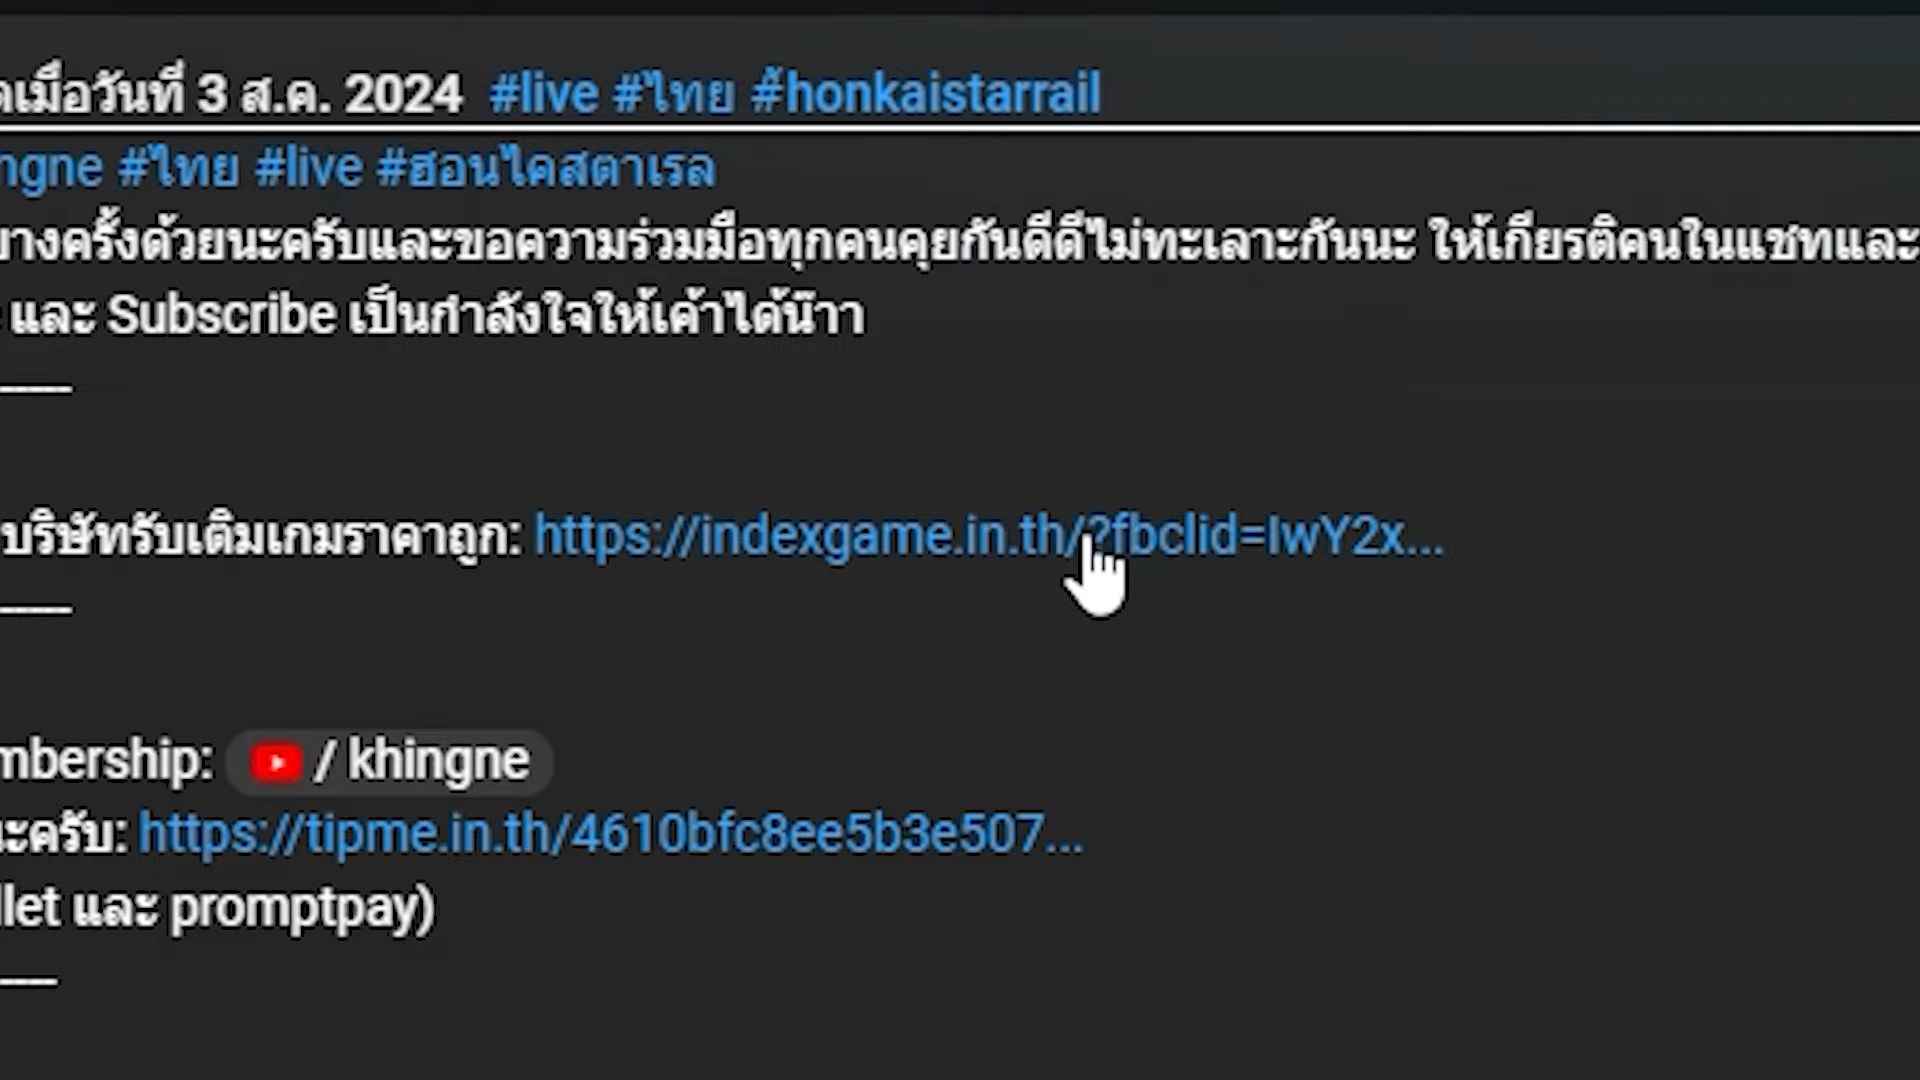 เมื่อวันที่ 3 ส.ค. 2024 #live #ไทย #honkaistarrail
ngne #ไทย #live #ฮอนไคสตาเรล
บางครั้งด้วยนะครับและขอความร่วมมือทุกคนคุยกันดีดีไม่ทะเลาะกันนะ ให้เกียรติคนในแชทและ
และ Subscribe เป็นกำลังใจให้เค้าได้น๊าา
-----
บริษัทรับเติมเกมราคาถูก: https://indexgame.in.th/?fbclid=IwY2x...
-----
mbership: / khingne
นะครับ: https://tipme.in.th/4610bfc8ee5b3e507...
llet และ promptpay)
----